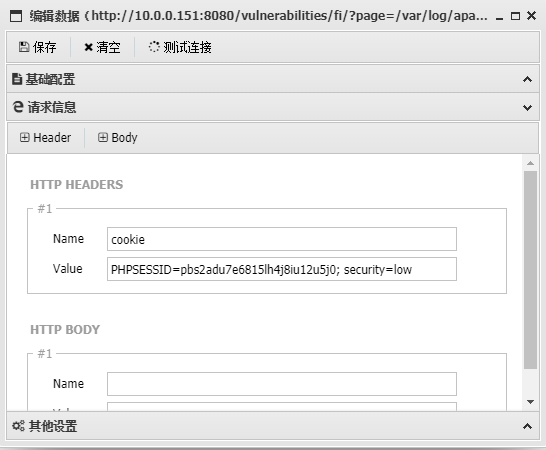 编辑数据 (http://10.0.0.151:8080/vulnerabilities/fi/?page=/var/log/apa...
保存 清空 测试连接
基础配置
请求信息
Header Body
HTTP HEADERS
#1
Name cookie
Value PHPSESSID=pbs2adu7e6815lh4j8iu12u5j0; security=low
HTTP BODY
#1
Name
其他设置